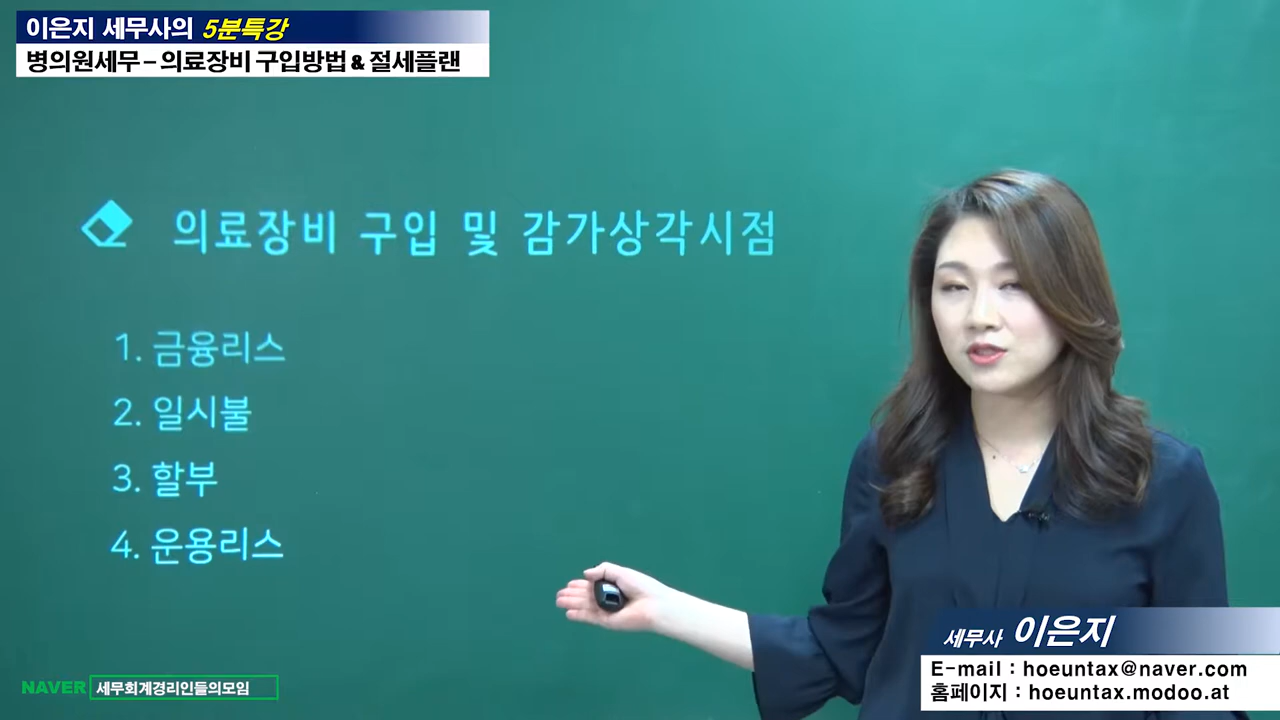 이은지 세무사의 5분특강
병의원세무 – 의료장비 구입방법 & 절세플랜
의료장비 구입 및 감가상각시점
1. 금융리스
2. 일시불
3. 할부
4. 운용리스
세무사 이은지
E-mail : hoeuntax@naver.com
홈페이지 : hoeuntax.modoo.at
NAVER 세무회계경리인들의모임